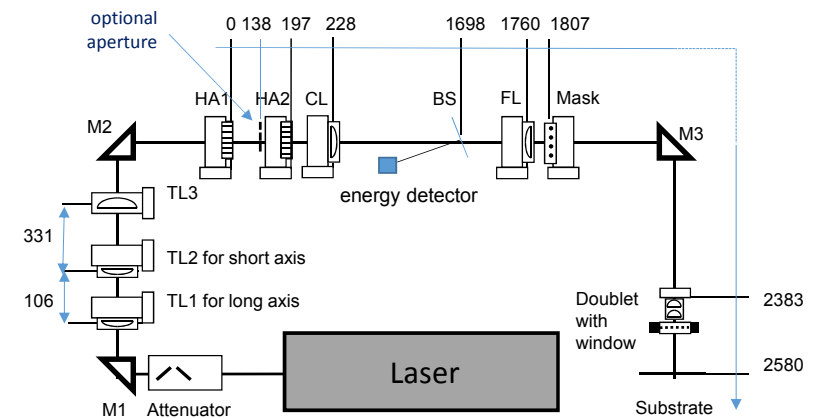 optional
aperture
0 138 197 228 1698 1760 1807
HA1 HA2 CL BS FL Mask
M2 M3
energy detector
TL3
331
TL2 for short axis
106
TL1 for long axis
Doublet
with
window
2383
2580
Laser
M1 Attenuator Substrate